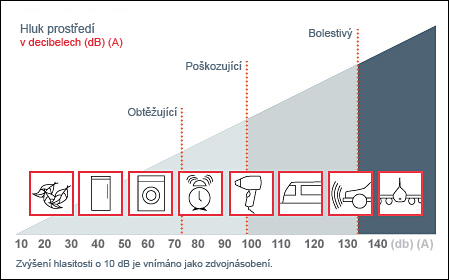 Hluk prostředí
v decibelech (dB) (A)
Bolestivý
Poškozující
Obtěžující
10 20 30 50 60 70 80 90 100 110 120 130 140 (db) (A)
Zvýšení hlasitosti o 10 dB je vnímáno jako zdvojnásobení.